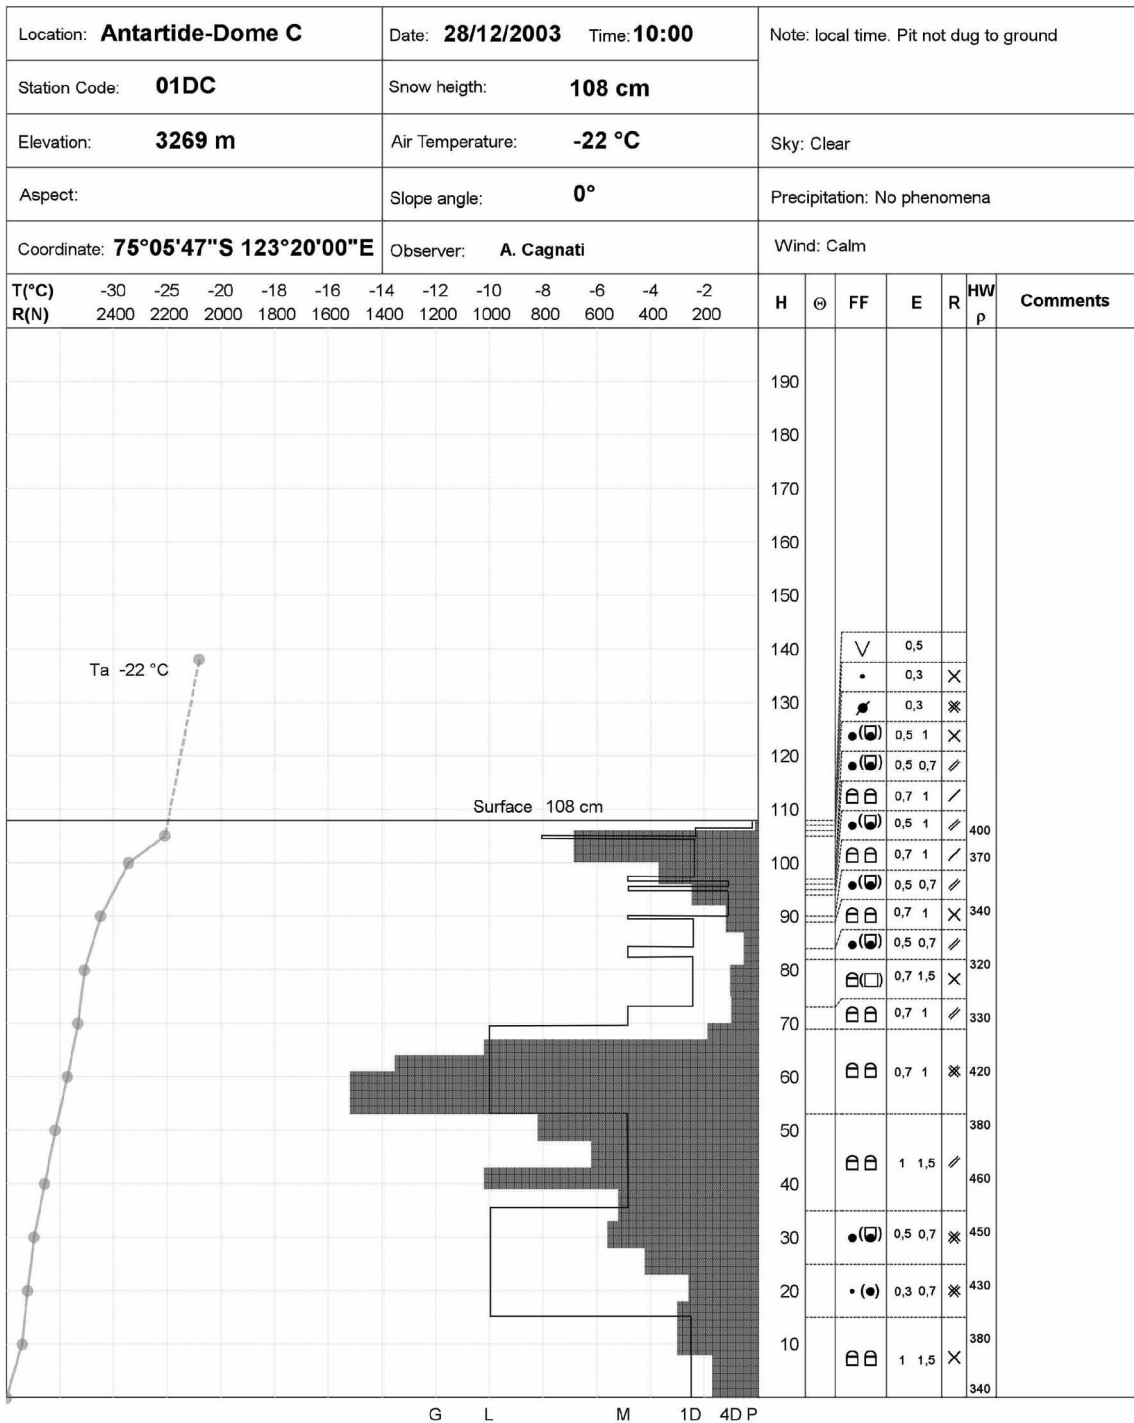 Location: Antartide-Dome C
Date: 28/12/2003 Time: 10:00
Note: local time. Pit not dug to ground
Station Code: 01DC
Snow heigth: 108 cm
Elevation: 3269 m
Air Temperature: -22 °C
Sky: Clear
Aspect:
Slope angle: 0°
Precipitation: No phenomena
Coordinate: 75°05'47"S 123°20'00"E
Observer: A. Cagnati
Wind: Calm
T(°C) -30 -25 -20 -18 -16 -14 -12 -10 -8 -6 -4 -2
R(N) 2400 2200 2000 1800 1600 1400 1200 1000 800 600 400 200
H Θ FF E R HW ρ Comments
190
180
170
160
150
140
0,5
Ta -22 °C
0,3
130
0,3
0,5 1
120
0,5 0,7
0,7 1
Surface 108 cm
110
0,5 1
400
100
0,7 1
370
0,5 0,7
90
0,7 1
340
0,5 0,7
80
0,7 1,5
320
70
0,7 1
330
60
0,7 1
420
50
380
1 1,5
40
460
30
0,5 0,7
450
20
0,3 0,7
430
10
380
1 1,5
340
G L M 1D 4D P